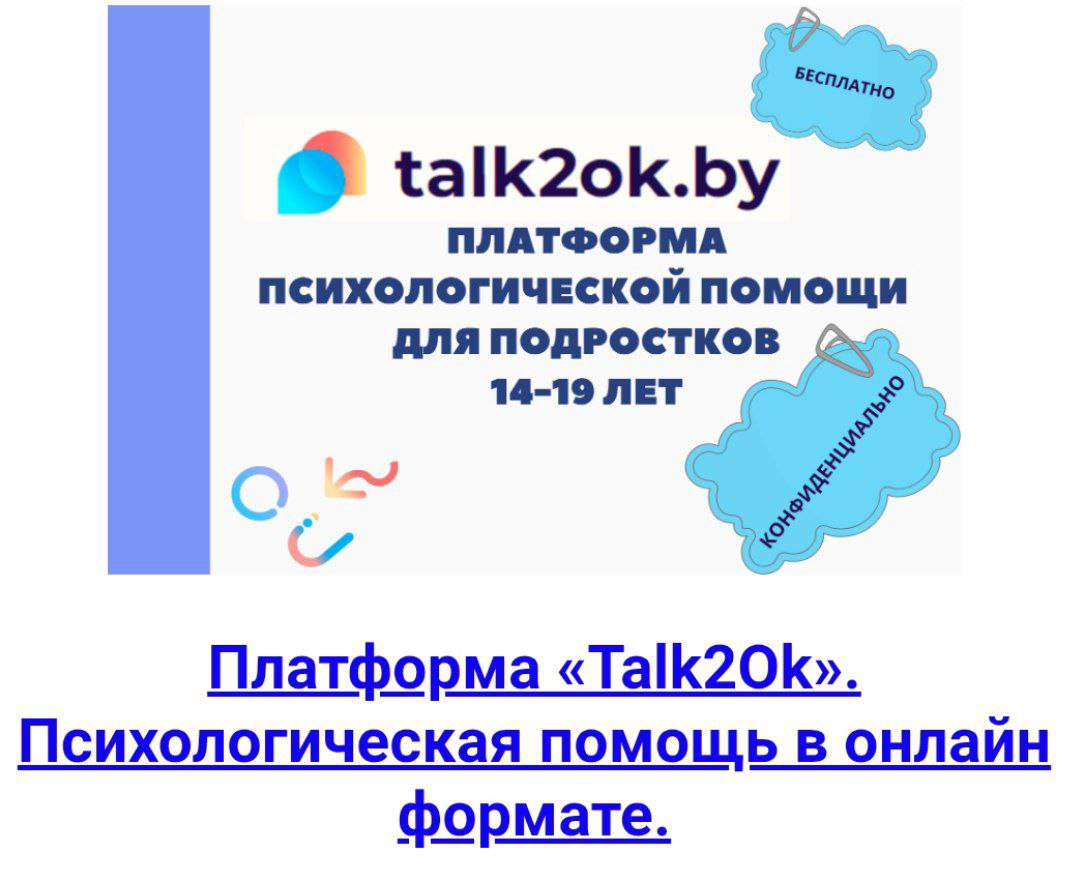 БЕСПЛАТНО
talk2ok.by
ПЛАТФОРМА
ПСИХОЛОГИЧЕСКОЙ ПОМОЩИ
ДЛЯ ПОДРОСТКОВ
14-19 ЛЕТ
КОНФИДЕНЦИАЛЬНО
Платформа «Talk2Ok».
Психологическая помощь в онлайн
формате.